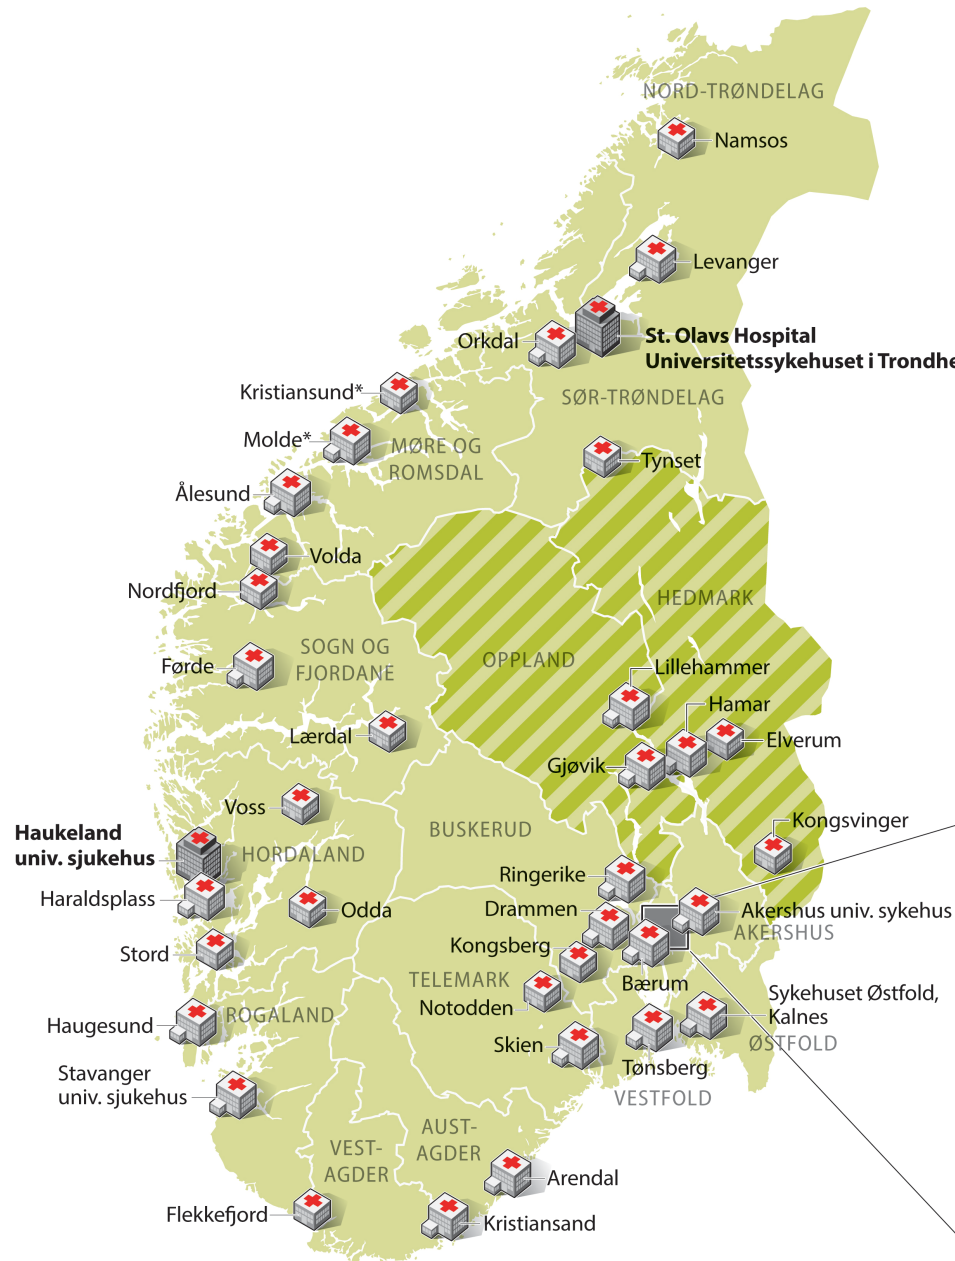 NORD-TRØNDELAG
Namsos
Levanger
Orkdal
St. Olavs Hospital
Universitetssykehuset i Trondhe
Kristiansund*
SØR-TRØNDELAG
Molde*
MØRE OG
ROMSDAL
Tynset
Ålesund
Volda
Nordfjord
HEDMARK
SOGN OG
FJORDANE
OPPLAND
Førde
Lillehammer
Hamar
Lærdal
Elverum
Gjøvik
Voss
Kongsvinger
BUSKERUD
Haukeland
univ. sjukehus
HORDALAND
Ringerike
Haraldsplass
Odda
Drammen
Akershus univ. sykehus
AKERSHUS
Stord
Kongsberg
TELEMARK
Bærum
Notodden
Sykehuset Østfold,
Kalnes
Haugesund
ROGALAND
Skien
ØSTFOLD
Tønsberg
Stavanger
univ. sjukehus
VESTFOLD
AUST-
AGDER
VEST-
AGDER
Arendal
Flekkefjord
Kristiansand